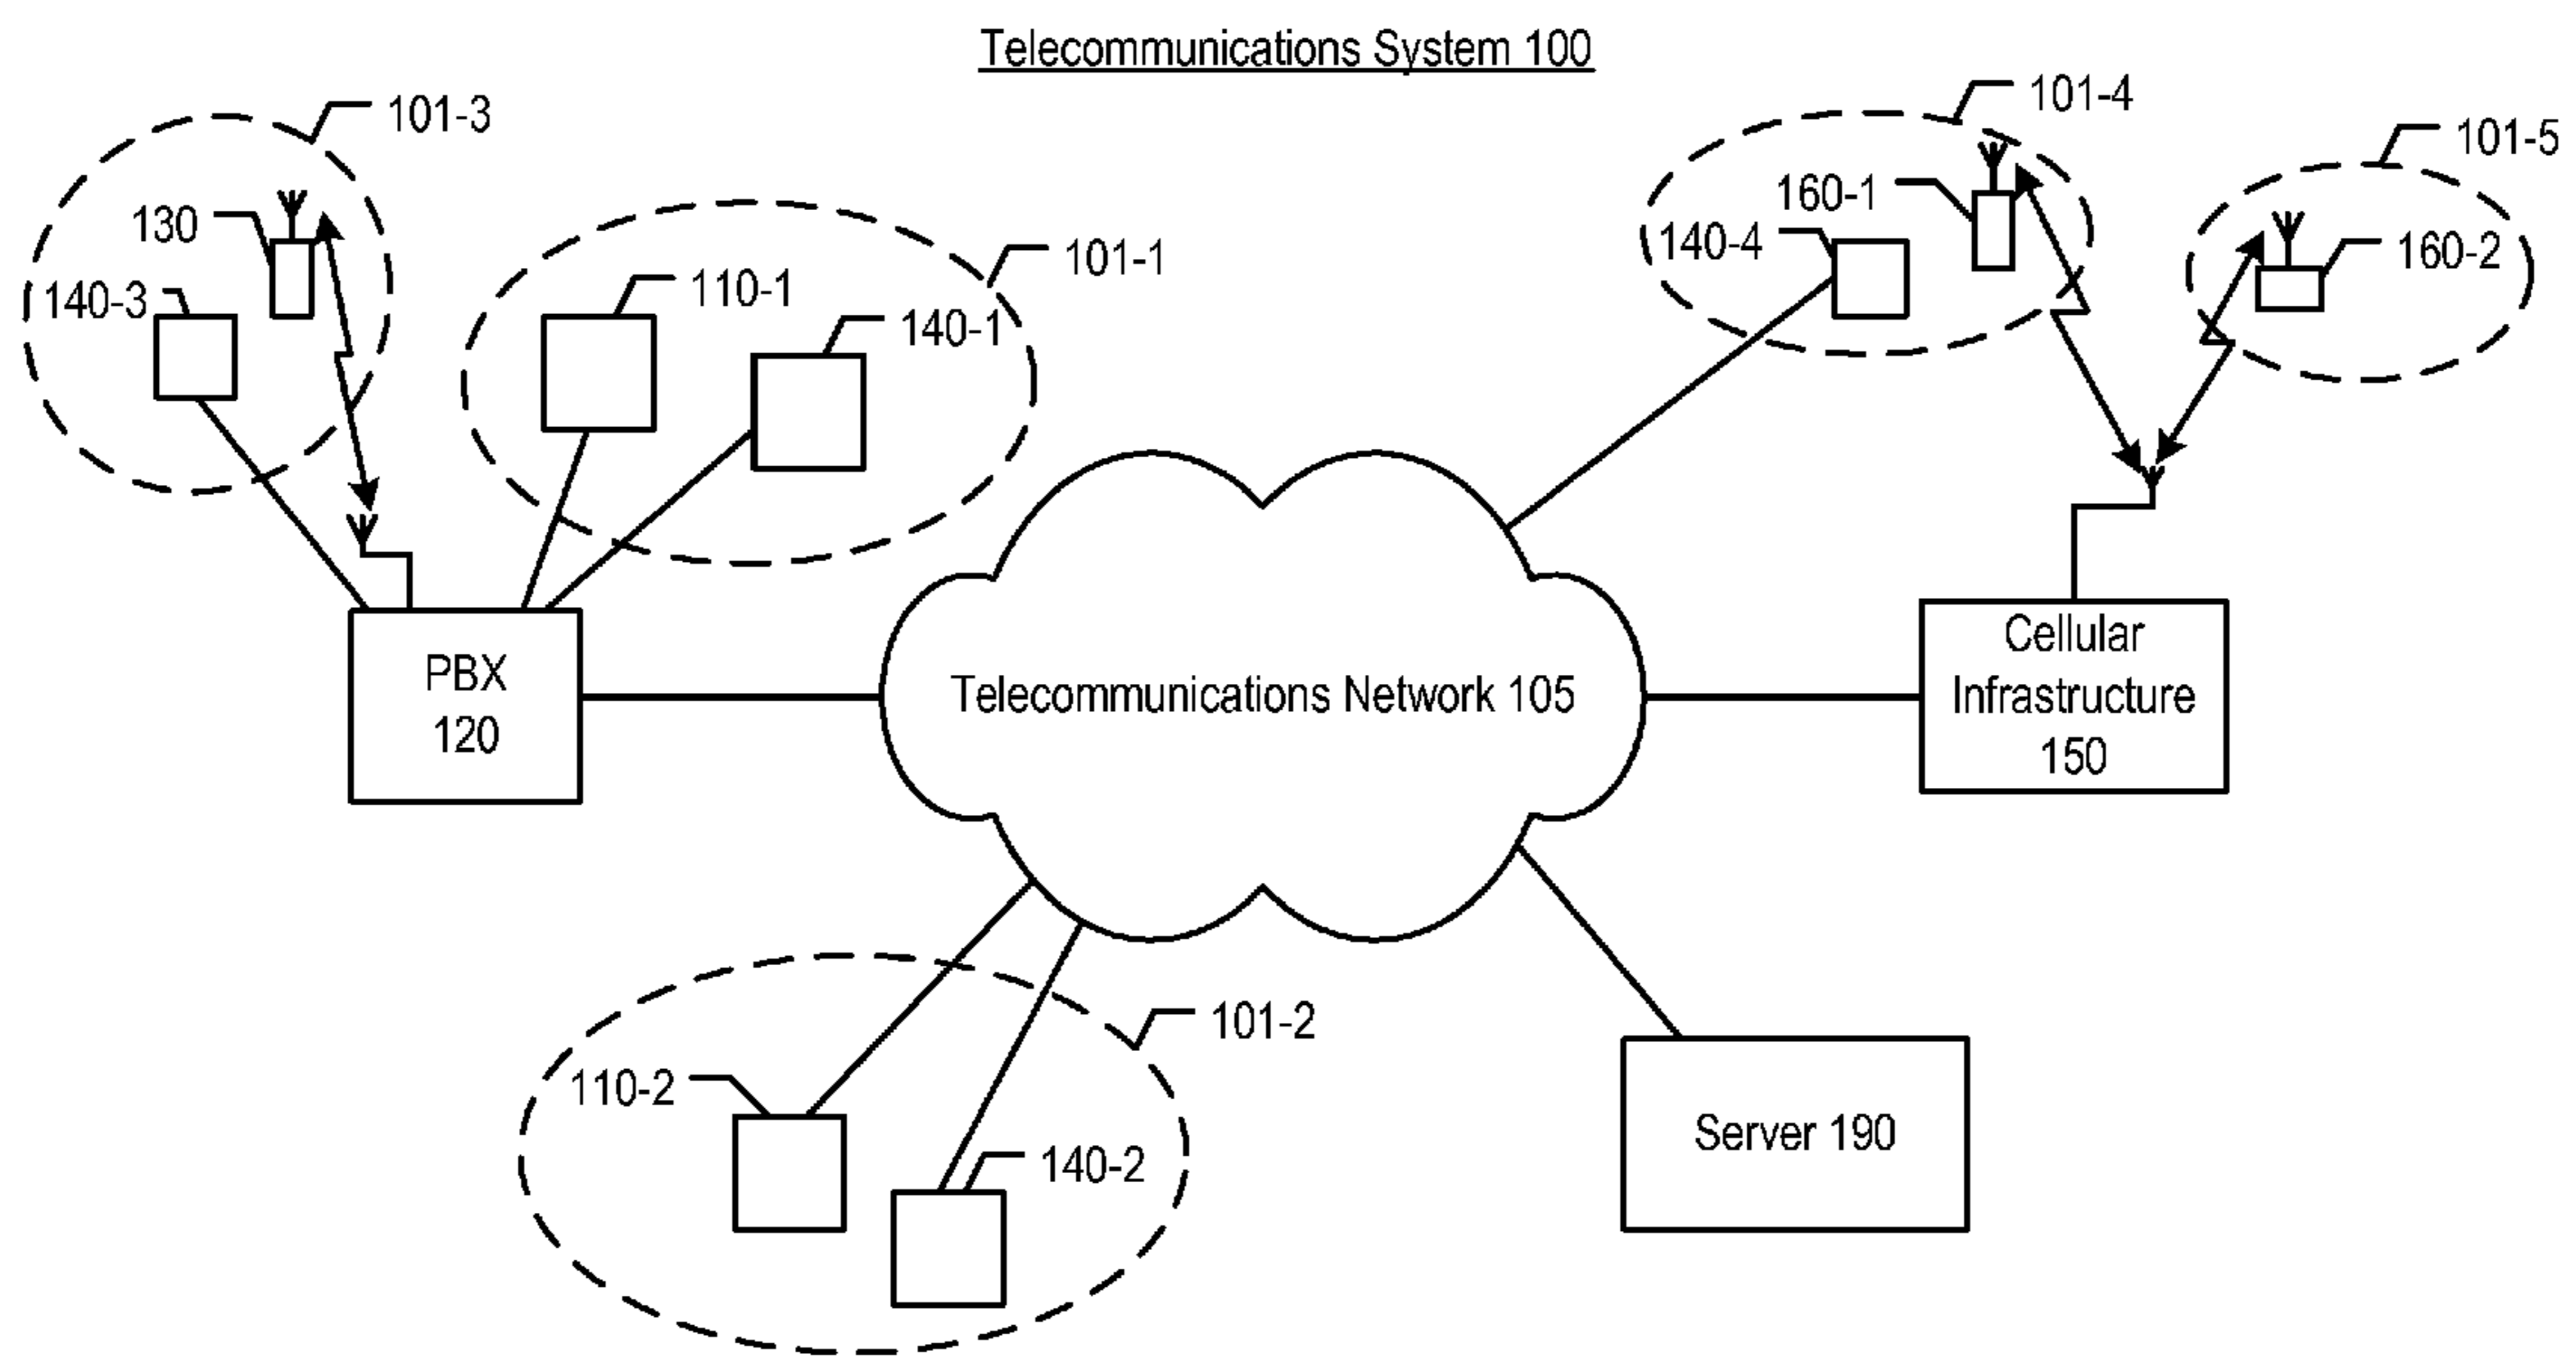 Telecommunications System 100
101-3
101-4
101-5
130
160-1
140-4
160-2
140-3
110-1
101-1
140-1
PBX
120
Telecommunications Network 105
Cellular
Infrastructure
150
101-2
110-2
140-2
Server 190